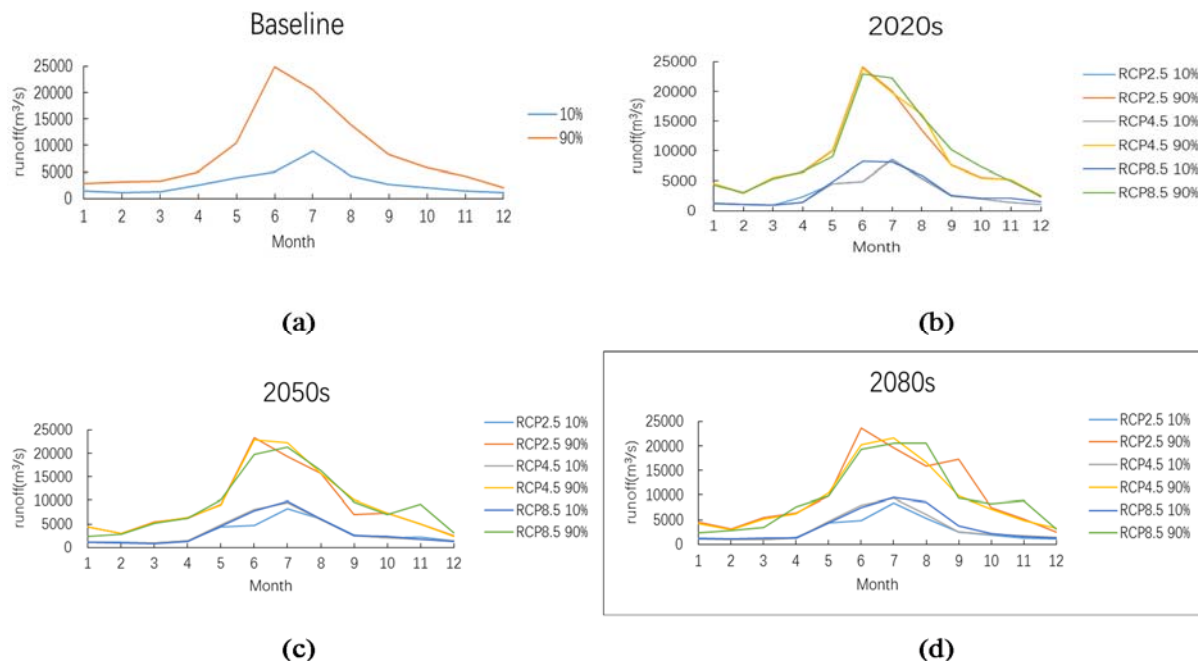 Baseline
runoff(m³/s)
25000
20000
15000
10000
5000
0
1 2 3 4 5 6 7 8 9 10 11 12
Month
10%
90%
(a)
2020s
runoff(m³/s)
25000
20000
15000
10000
5000
0
1 2 3 4 5 6 7 8 9 10 11 12
Month
RCP2.5 10%
RCP2.5 90%
RCP4.5 10%
RCP4.5 90%
RCP8.5 10%
RCP8.5 90%
(b)
2050s
runoff(m³/s)
25000
20000
15000
10000
5000
0
1 2 3 4 5 6 7 8 9 10 11 12
Month
RCP2.5 10%
RCP2.5 90%
RCP4.5 10%
RCP4.5 90%
RCP8.5 10%
RCP8.5 90%
(c)
2080s
runoff(m³/s)
25000
20000
15000
10000
5000
0
1 2 3 4 5 6 7 8 9 10 11 12
Month
RCP2.5 10%
RCP2.5 90%
RCP4.5 10%
RCP4.5 90%
RCP8.5 10%
RCP8.5 90%
(d)